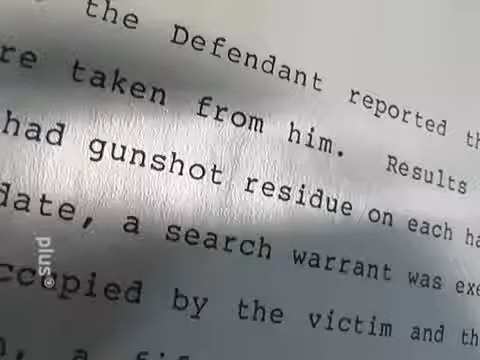 the Defendant reported th
re taken from him. Results
had gunshot residue on each ha
date, a search warrant was exe
ccupied by the victim and th
a
plus